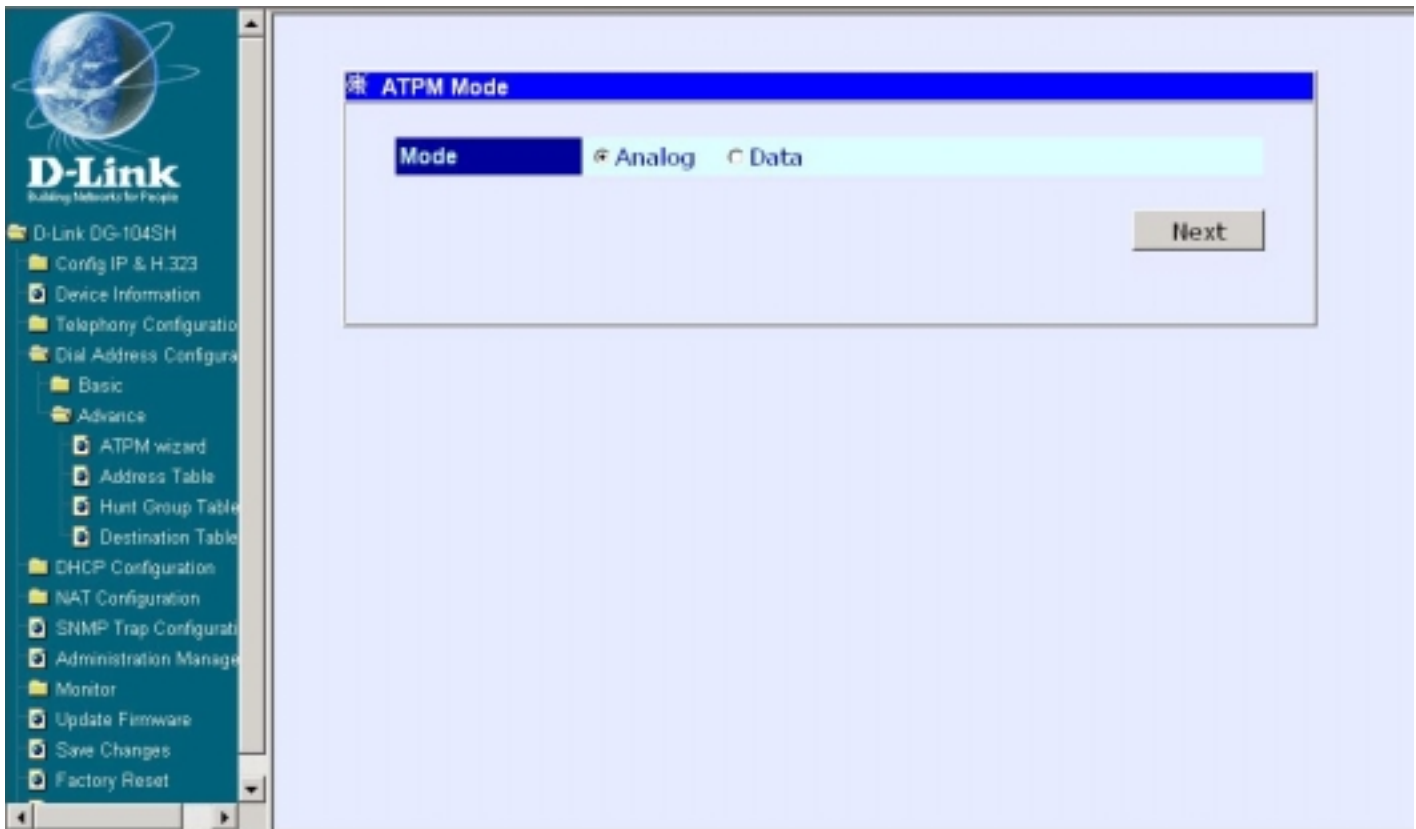 D-Link
Building Networks for People
D-Link DG-104SH
Config IP & H.323
Device Information
Telephony Configuratio
Dial Address Configura
Basic
Advance
ATPM wizard
Address Table
Hunt Group Table
Destination Table
DHCP Configuration
NAT Configuration
SNMP Trap Configurati
Administration Manage
Monitor
Update Firmware
Save Changes
Factory Reset
ATPM Mode
Mode Analog Data
Next